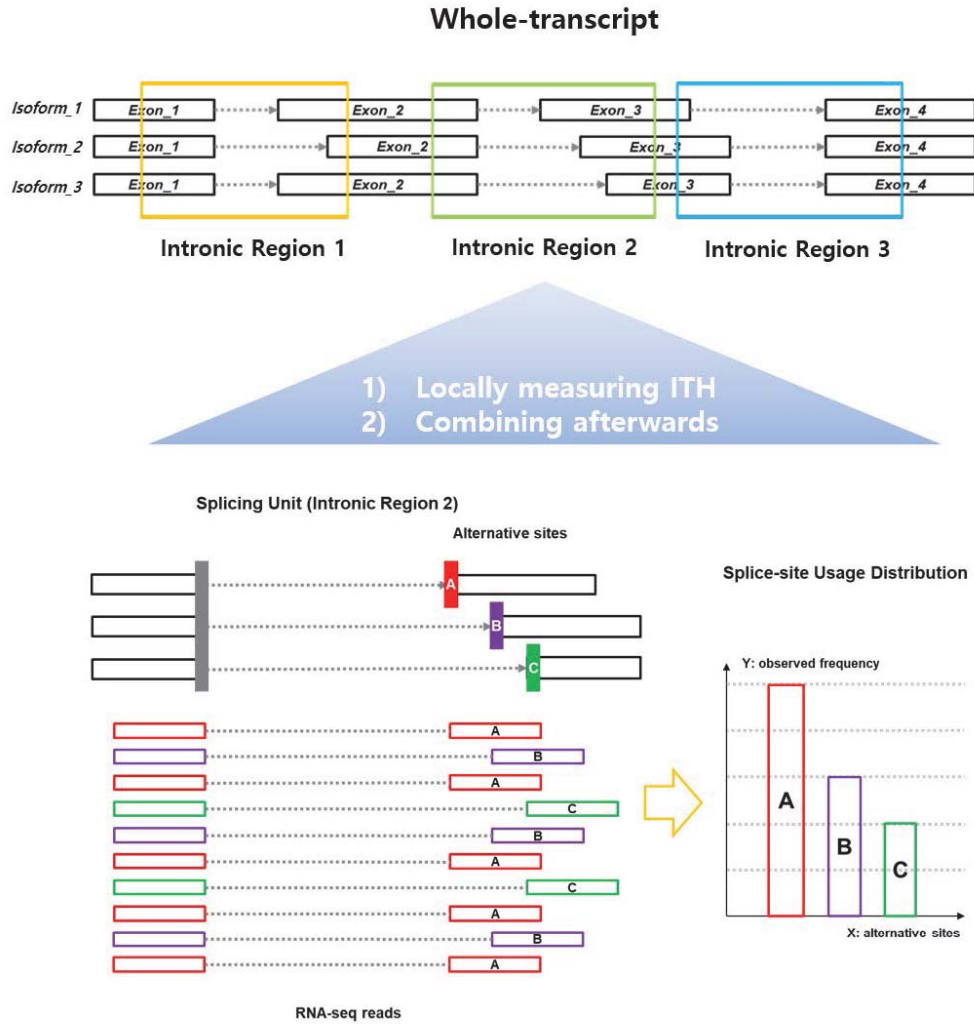 Whole-transcript
Isoform_1 Exon_1 Exon_2 Exon_3 Exon_4
Isoform_2 Exon_1 Exon_2 Exon_3 Exon_4
Isoform_3 Exon_1 Exon_2 Exon_3 Exon_4
Intronic Region 1 Intronic Region 2 Intronic Region 3
1) Locally measuring ITH
2) Combining afterwards
Splicing Unit (Intronic Region 2)
Alternative sites
A
B
C
A
B
A
C
B
A
C
A
B
A
RNA-seq reads
Splice-site Usage Distribution
Y: observed frequency
A
B
C
X: alternative sites